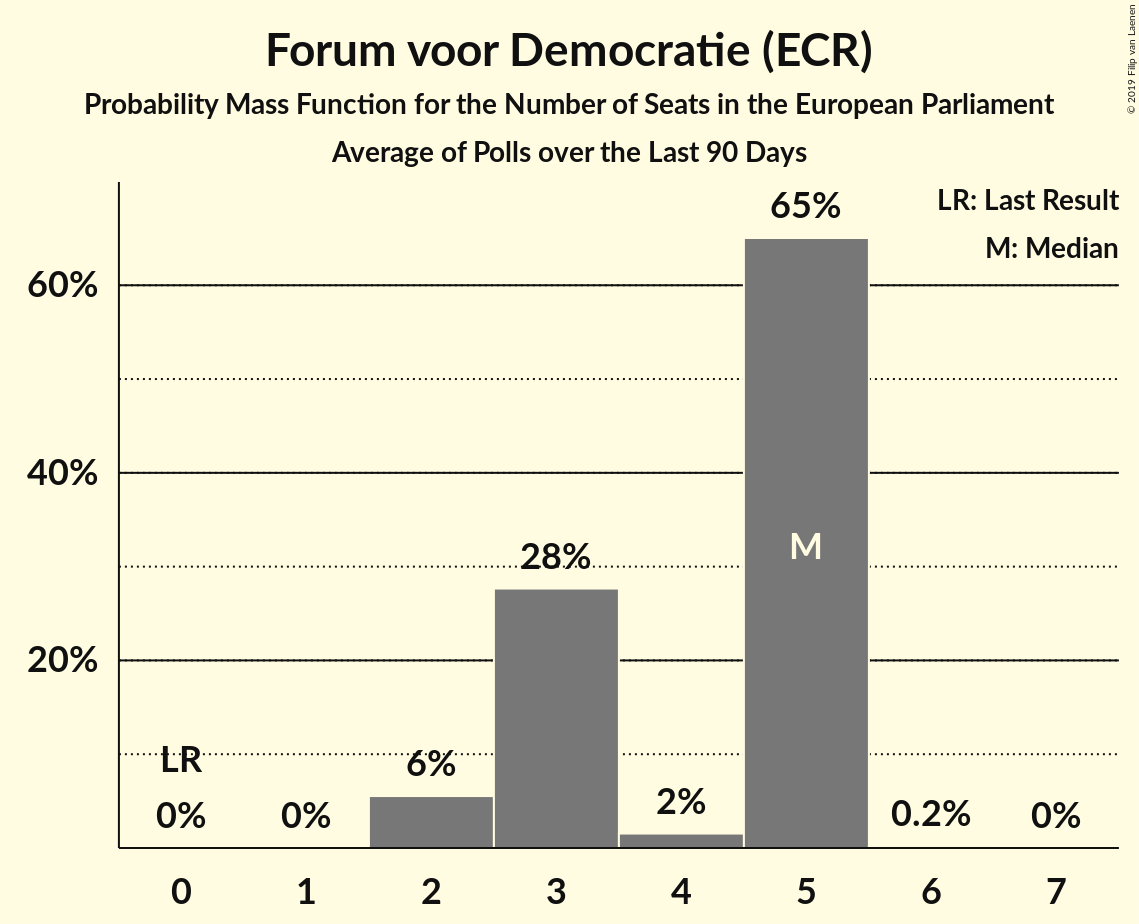 Forum voor Democratie (ECR)
Probability Mass Function for the Number of Seats in the European Parliament
Average of Polls over the Last 90 Days
© 2019 Filip van Laenen
LR: Last Result
M: Median
65%
60%
40%
M
28%
20%
LR
6%
0%
0%
2%
0.2%
0%
0 1 2 3 4 5 6 7